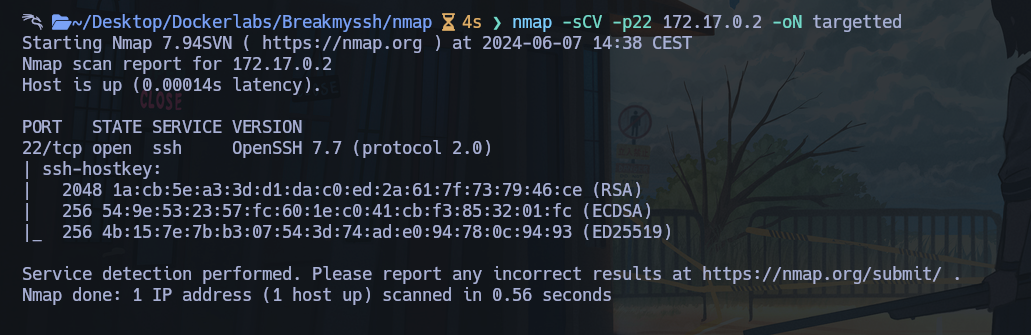 ~/Desktop/Dockerlabs/Breakmyssh/nmap 4s ❯ nmap -sCV -p22 172.17.0.2 -oN targetted
Starting Nmap 7.94SVN ( https://nmap.org ) at 2024-06-07 14:38 CEST
Nmap scan report for 172.17.0.2
Host is up (0.00014s latency).
CLOSE
PORT   STATE SERVICE VERSION
22/tcp open  ssh     OpenSSH 7.7 (protocol 2.0)
| ssh-hostkey:
|   2048 1a:cb:5e:a3:3d:d1:da:c0:ed:2a:61:7f:73:79:46:ce (RSA)
|   256 54:9e:53:23:57:fc:60:1e:c0:41:cb:f3:85:32:01:fc (ECDSA)
|_  256 4b:15:7e:7b:b3:07:54:3d:74:ad:e0:94:78:0c:94:93 (ED25519)
Service detection performed. Please report any incorrect results at https://nmap.org/submit/ .
Nmap done: 1 IP address (1 host up) scanned in 0.56 seconds